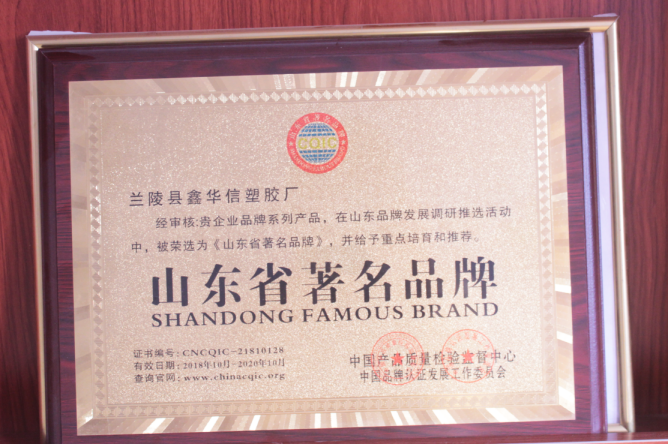 兰陵县鑫华信塑胶厂
经审核:贵企业品牌系列产品，在山东品牌发展调研推选活动
中，被荣选为《山东省著名品牌》，并给予重点培育和推荐。
山东省著名品牌
SHANDONG FAMOUS BRAND
证书编号: CNCQIC-21810128
有效日期:2018年10月-2020年10月
查询官网:www.chinacqic.org
中国产品质量检验监督中心
中国品牌认证发展工作委员会